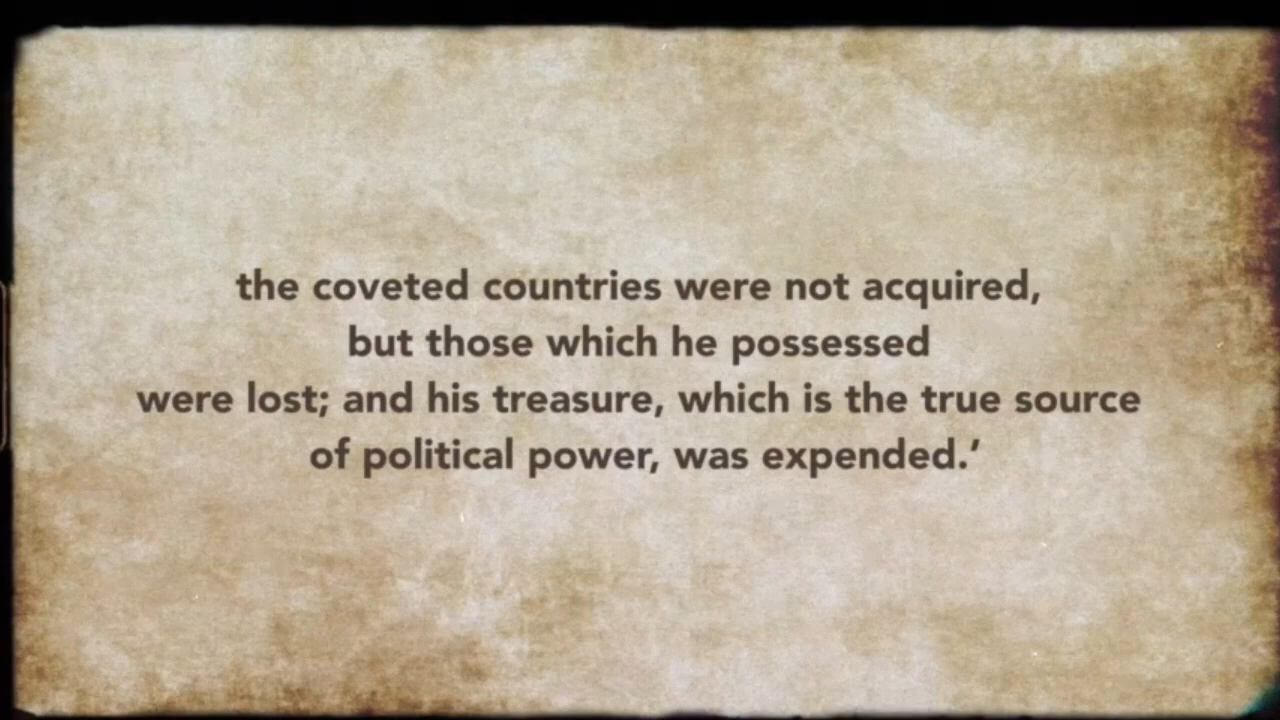 the coveted countries were not acquired,
but those which he possessed
were lost; and his treasure, which is the true source
of political power, was expended.’